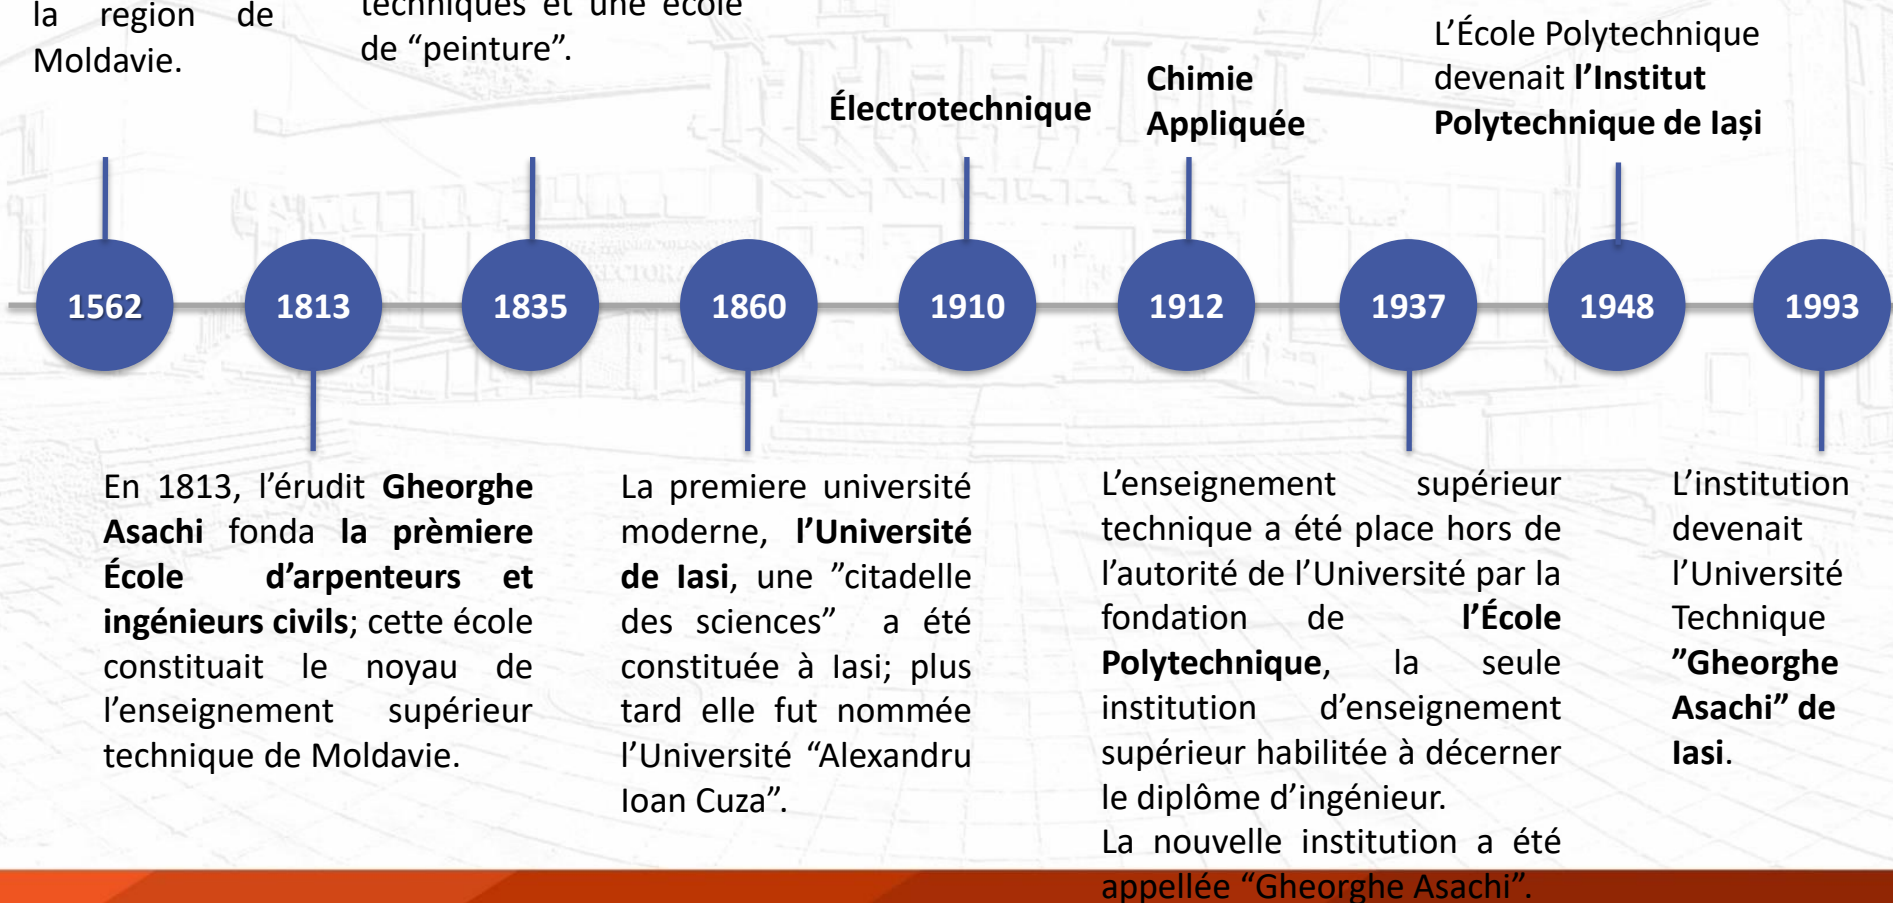 la region de
Moldavie.
techniques et une école
de “peinture”.
Électrotechnique
Chimie
Appliquée
L’École Polytechnique
devenait l’Institut
Polytechnique de Iași
1562
1813
1835
1860
1910
1912
1937
1948
1993
En 1813, l’érudit Gheorghe
Asachi fonda la prèmiere
École d’arpenteurs et
ingénieurs civils; cette école
constituait le noyau de
l’enseignement supérieur
technique de Moldavie.
La premiere université
moderne, l’Université
de Iasi, une ”citadelle
des sciences” a été
constituée à Iasi; plus
tard elle fut nommée
l’Université “Alexandru
Ioan Cuza”.
L’enseignement supérieur
technique a été place hors de
l’autorité de l’Université par la
fondation de l’École
Polytechnique, la seule
institution d’enseignement
supérieur habilitée à décerner
le diplôme d’ingénieur.
La nouvelle institution a été
appellée “Gheorghe Asachi”.
L’institution
devenait
l’Université
Technique
”Gheorghe
Asachi” de
Iasi.